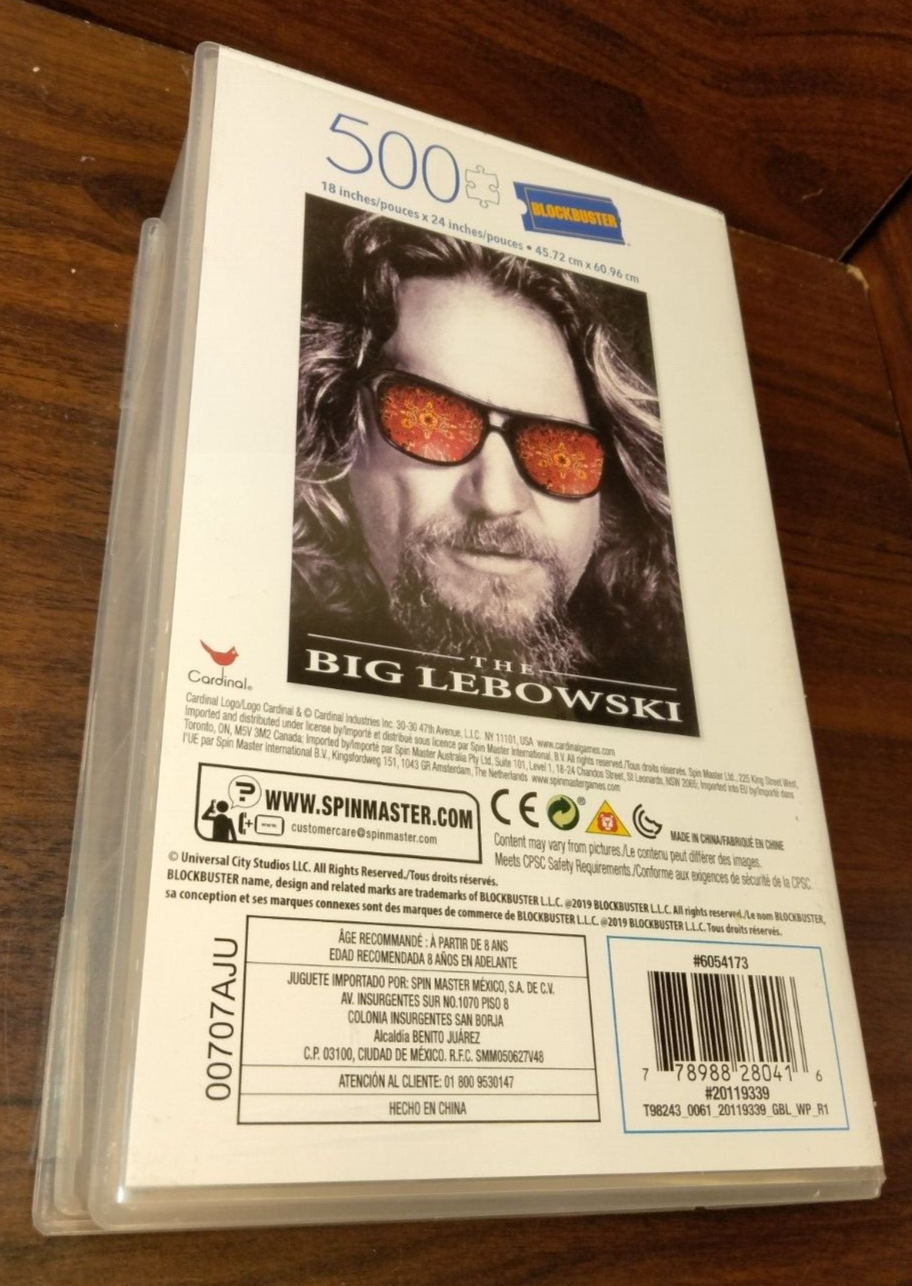 500
BLOCKBUSTER
18 inches/pouces x 24 inches/pouces • 45.72 cm x 60.96 cm
THE
BIG LEBOWSKI
Cardinal®
Cardinal Logo/Logo Cardinal & © Cardinal Industries Inc. 30-30 47th Avenue, L.I.C. NY 11101, USA www.cardinalgames.com
Imported and distributed under license by/Importé et distribué sous licence par Spin Master International, B.V. All rights reserved./Tous droits réservés. Spin Master Ltd., 225 King Street West,
Toronto, ON, M5V 3M2 Canada; Imported by/Importé par Spin Master Australia Pty Ltd, Suite 101, Level 1, 18-24 Chandos Street, St Leonards, NSW 2065; Imported into EU by/Importé dans
l'UE par Spin Master International B.V., Kingsfordweg 151, 1043 GR Amsterdam, The Netherlands www.spinmastergames.com
?
WWW.SPINMASTER.COM
customercare@spinmaster.com
CE
MADE IN CHINA/FABRIQUÉ EN CHINE
Content may vary from pictures./Le contenu peut différer des images.
Meets CPSC Safety Requirements./Conforme aux exigences de sécurité de la CPSC.
© Universal City Studios LLC. All Rights Reserved./Tous droits réservés.
BLOCKBUSTER name, design and related marks are trademarks of BLOCKBUSTER L.L.C. @2019 BLOCKBUSTER L.L.C. All rights reserved./Le nom BLOCKBUSTER,
sa conception et ses marques connexes sont des marques de commerce de BLOCKBUSTER L.L.C. @2019 BLOCKBUSTER L.L.C. Tous droits réservés.
00707AJU
ÂGE RECOMMANDÉ : À PARTIR DE 8 ANS
EDAD RECOMENDADA 8 AÑOS EN ADELANTE
JUGUETE IMPORTADO POR: SPIN MASTER MÉXICO, S.A. DE C.V.
AV. INSURGENTES SUR NO.1070 PISO 8
COLONIA INSURGENTES SAN BORJA
Alcaldía BENITO JUÁREZ
C.P. 03100, CIUDAD DE MÉXICO. R.F.C. SMM050627V48
ATENCIÓN AL CLIENTE: 01 800 9530147
HECHO EN CHINA
#6054173
7 78988 28041 6
#20119339
T98243_0061_20119339_GBL_WP_R1